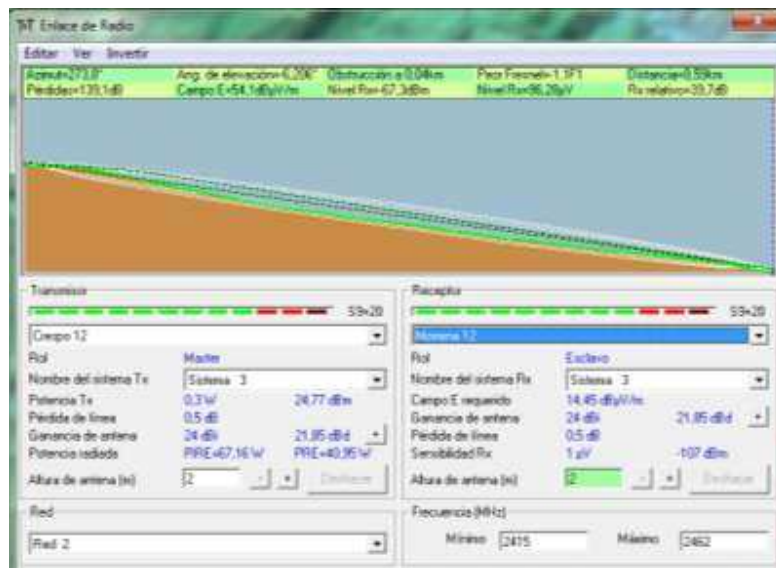 Enlace de Radio
Editar Ver Invertir
Azimut=273,8° Ang. de elevación=-6,206° Obstrucción a 0,04km Peor Fresnel=-1,1F1 Distancia=0,59km
Pérdidas=139,1dB Campo E=54,1dBµV/m Nivel Rx=-67,3dBm Nivel Rx=96,28µV Rx relativo=39,7dB
Transmisor
S9+20
Crespo 12
Rol Master
Nombre del sistema Tx Sistema 3
Potencia Tx 0,3 W 24,77 dBm
Pérdida de línea 0,5 dB
Ganancia de antena 24 dBi 21,85 dBd +
Potencia radiada PIRE=67,16 W PRE=40,95 W
Altura de antena (m) 2 - + Deshacer
Red
Red 2
Receptor
S9+20
12
Rol Esclavo
Nombre del sistema Rx Sistema 3
Campo E requerido 14,45 dBµV/m
Ganancia de antena 24 dBi 21,85 dBd +
Pérdida de línea 0,5 dB
Sensibilidad Rx 1 µV -107 dBm
Altura de antena (m) 2 - + Deshacer
Frecuencia (MHz)
Mínimo 2415 Máximo 2462